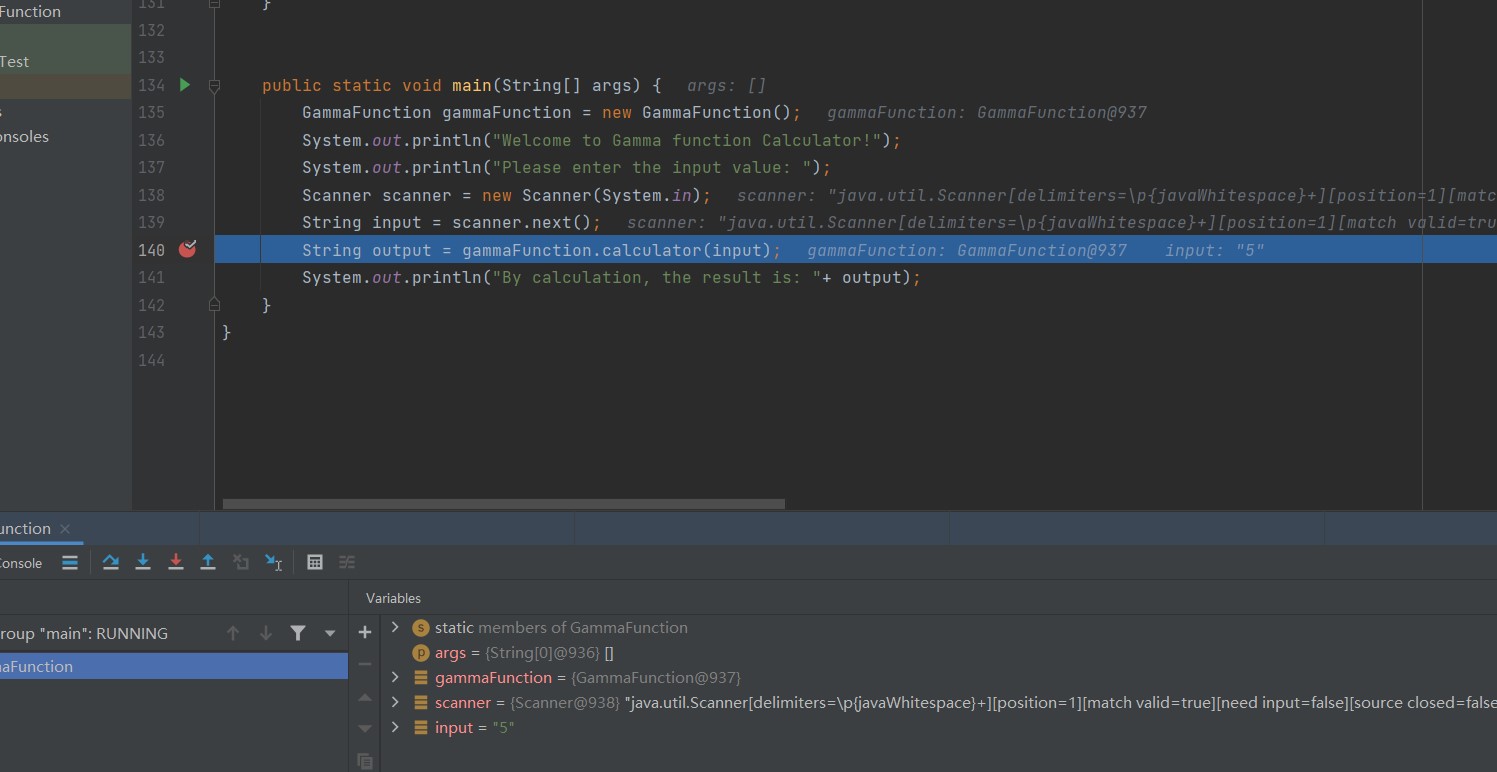 Function
Test
onsoles
131 }
132
133
134 public static void main(String[] args) { args: []
135 GammaFunction gammaFunction = new GammaFunction(); gammaFunction: GammaFunction@937
136 System.out.println("Welcome to Gamma function Calculator!");
137 System.out.println("Please enter the input value: ");
138 Scanner scanner = new Scanner(System.in); scanner: "java.util.Scanner[delimiters=\p{javaWhitespace}+][position=1][matc
139 String input = scanner.next(); scanner: "java.util.Scanner[delimiters=\p{javaWhitespace}+][position=1][match valid=tru
140 String output = gammaFunction.calculator(input); gammaFunction: GammaFunction@937 input: "5"
141 System.out.println("By calculation, the result is: "+ output);
142 }
143 }
144
unction
Console
Variables
roup "main": RUNNING
aFunction
static members of GammaFunction
args = {String[0]@936} []
gammaFunction = {GammaFunction@937}
scanner = {Scanner@938} "java.util.Scanner[delimiters=\p{javaWhitespace}+][position=1][match valid=true][need input=false][source closed=false
input = "5"